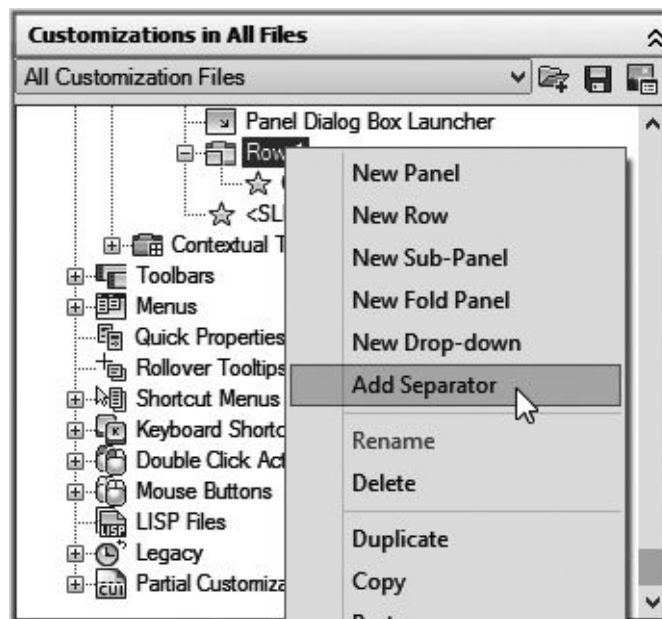 Customizations in All Files
All Customization Files
Panel Dialog Box Launcher
Row
<SL
Contextual T
Toolbars
Menus
Quick Properties
Rollover Tooltips
Shortcut Menus
Keyboard Shortc
Double Click Act
Mouse Buttons
LISP Files
Legacy
Partial Customiza
New Panel
New Row
New Sub-Panel
New Fold Panel
New Drop-down
Add Separator
Rename
Delete
Duplicate
Copy